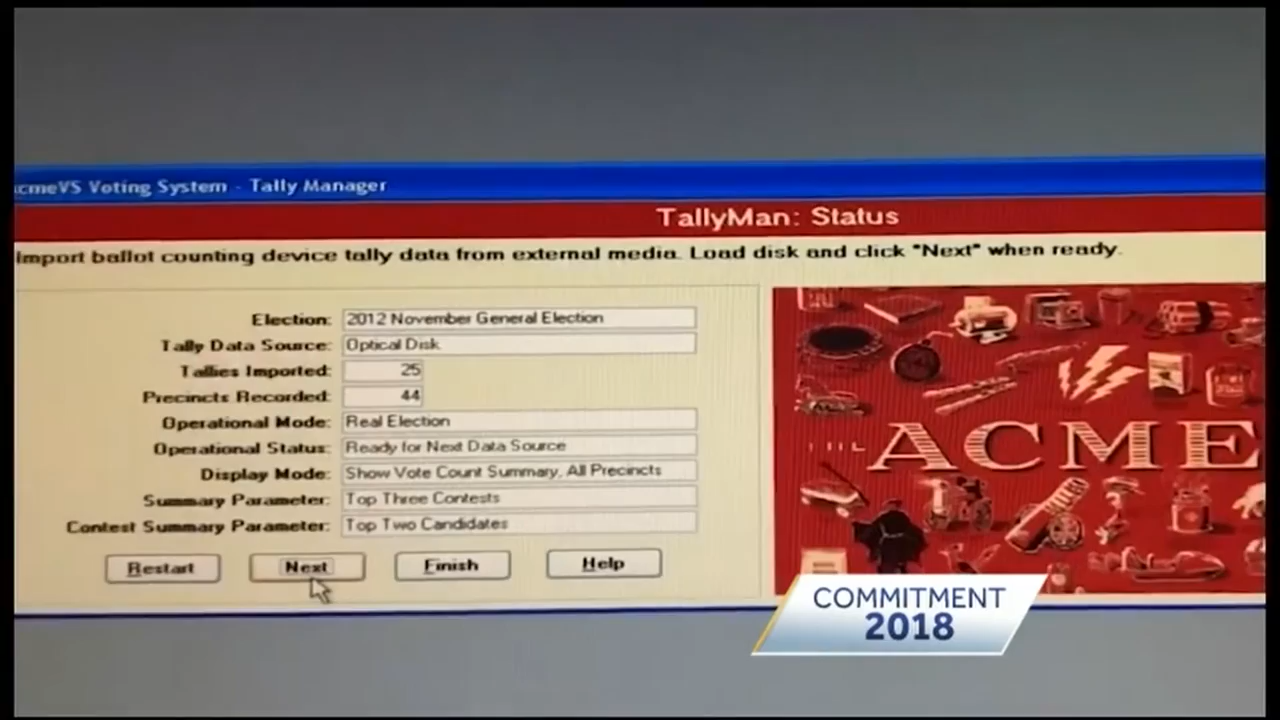 cmeVS Voting System - Tally Manager
TallyMan: Status
Import ballot counting device tally data from external media. Load disk and click "Next" when ready.
Election: 2012 November General Election
Tally Data Source: Optical Disk
Tallies Imported: 25
Precincts Recorded: 44
Operational Mode: Real Election
Operational Status: Ready for Next Data Source
Display Mode: Show Vote Count Summary, All Precincts
Summary Parameter: Top Three Contests
Contest Summary Parameter: Top Two Candidates
Restart Next Finish Help
ACME
COMMITMENT
2018